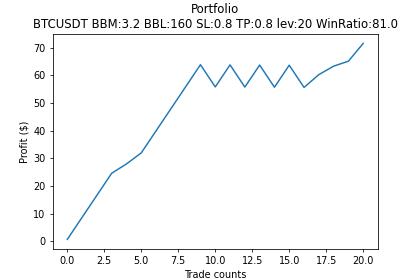 Portfolio
BTCUSDT BBM:3.2 BBL:160 SL:0.8 TP:0.8 lev:20 WinRatio:81.0
70
60
50
40
30
20
10
0
Profit ($)
0.0 2.5 5.0 7.5 10.0 12.5 15.0 17.5 20.0
Trade counts